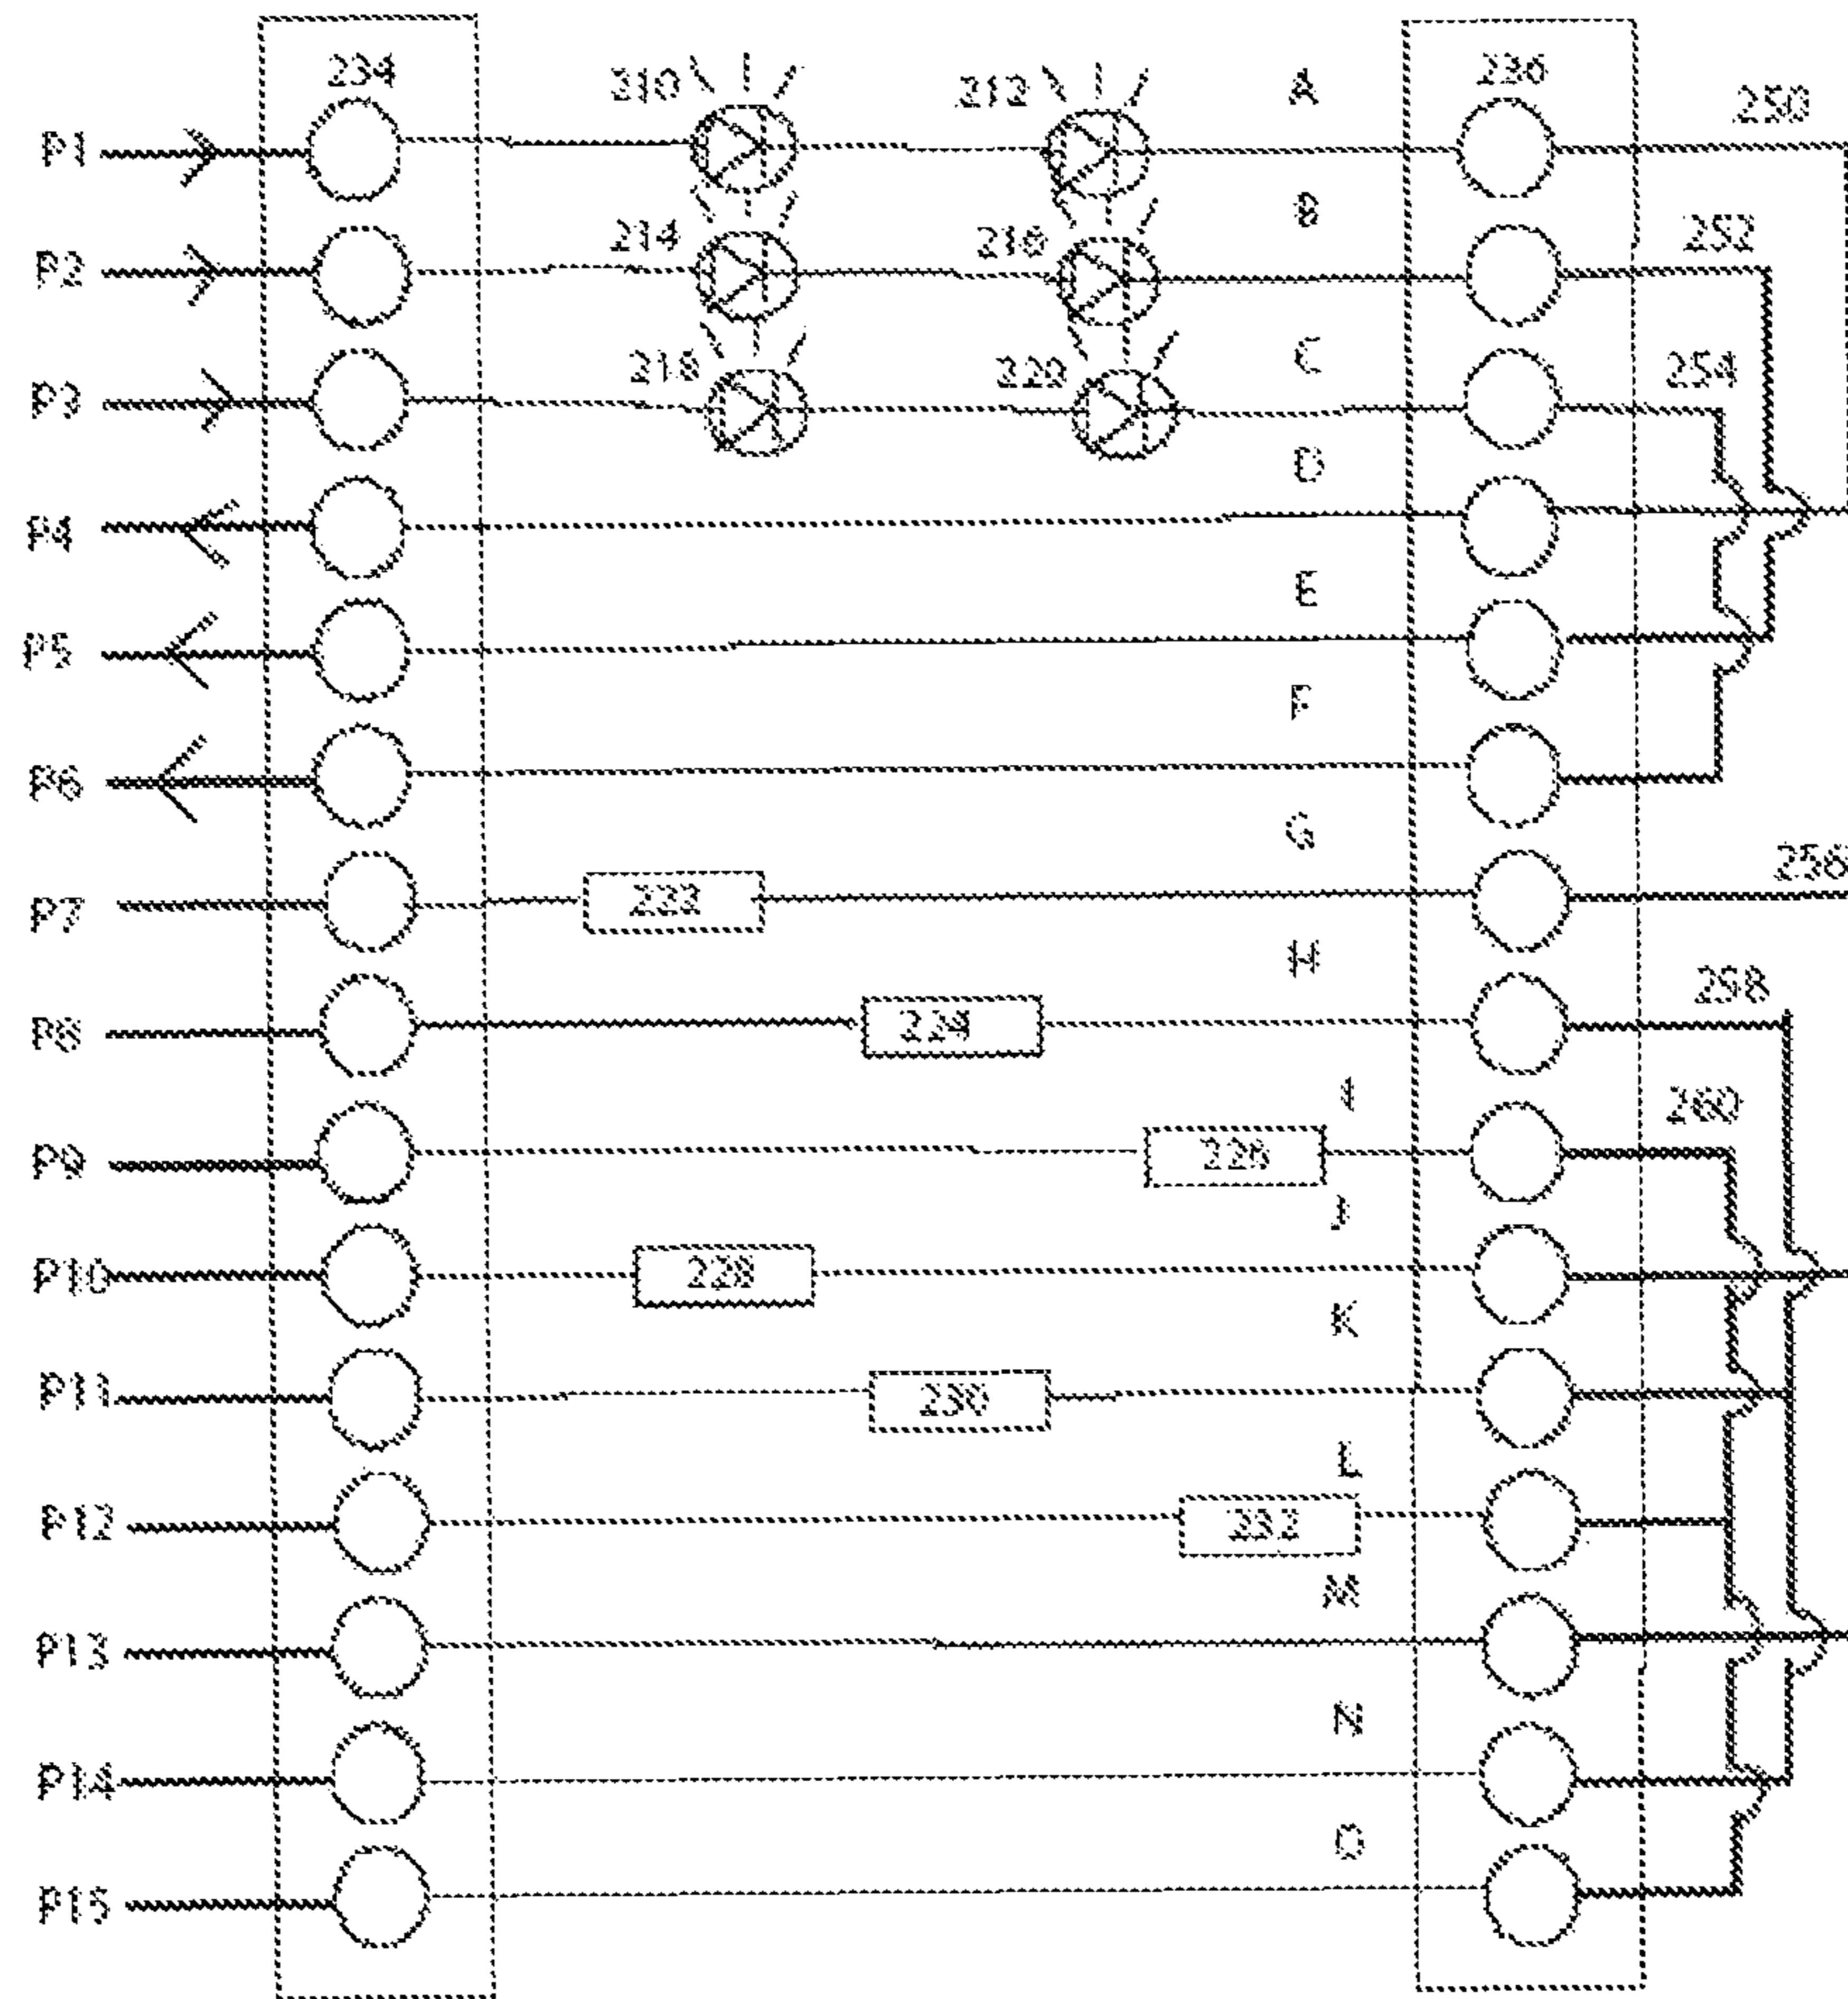 234 210 212 A 236 250
P1
B
P2 214 216 252
C
P3 218 220 254
D
P4
E
P5
F
P6
G
P7 222 256
H
P8 224 258
I
P9 226 260
J
P10 228
K
P11 230
L
P12 232
M
P13
N
P14
O
P15